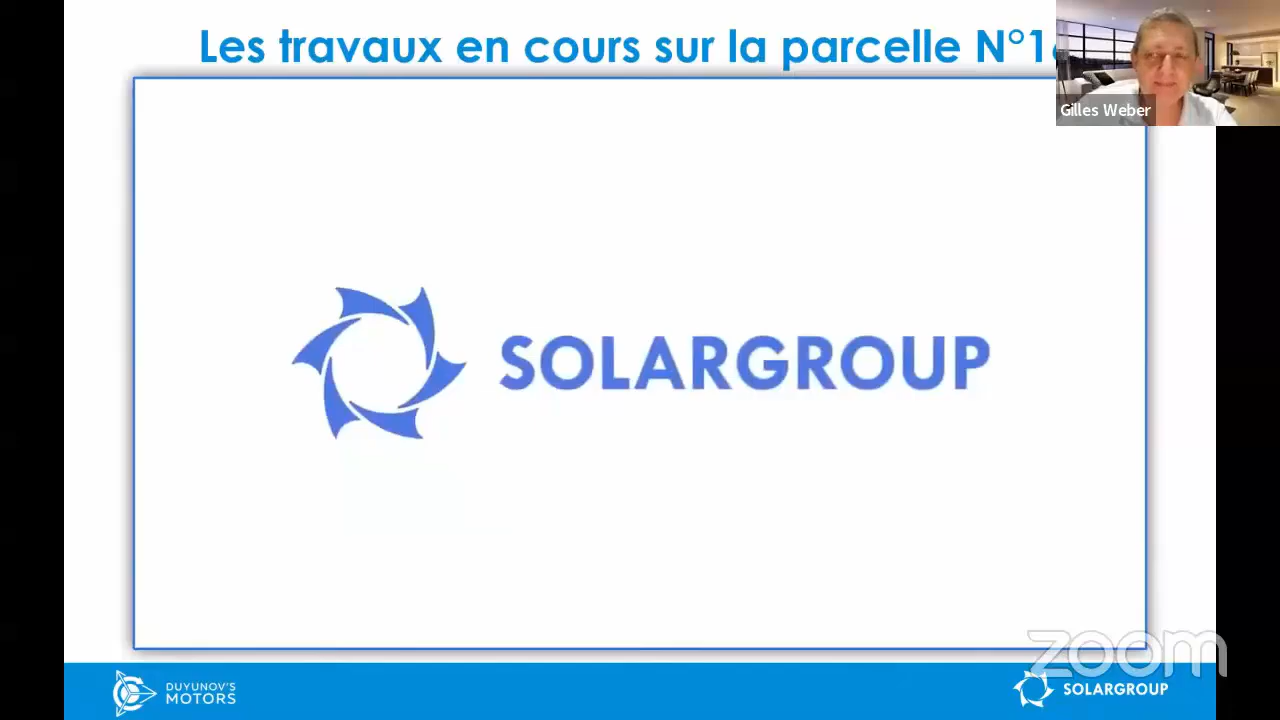 Les travaux en cours sur la parcelle N°1
Gilles Weber
SOLARGROUP
zoom
DUYUNOV'S
MOTORS
SOLARGROUP